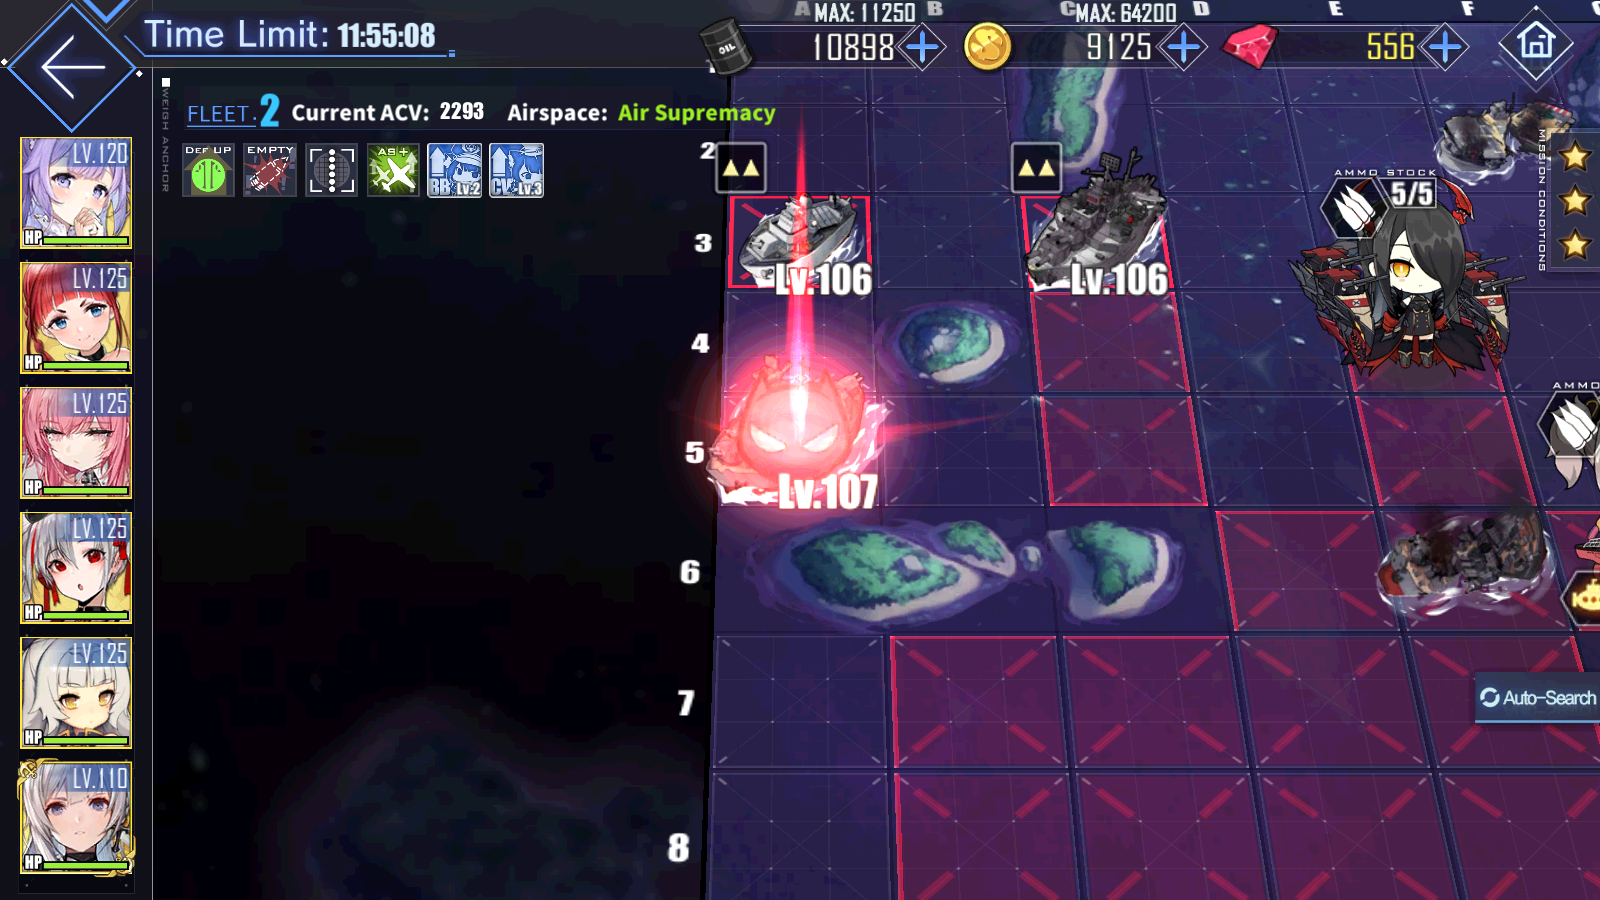 Time Limit: 11:55:08
A MAX: 11250 B
C MAX: 64200 D E F
OIL 10898 9125 556
WEIGH ANCHOR
FLEET. 2 Current ACV: 2293 Airspace: Air Supremacy
DEF UP EMPTY AS+ BB Lv.2 CV Lv.3
LV.120
HP
LV.125
HP
LV.125
HP
LV.125
HP
LV.125
HP
LV.110
HP
2
3
4
5
6
7
8
Lv.106
Lv.106
Lv.107
AMMO STOCK
5/5
MISSION CONDITIONS
AMMO
Auto-Search